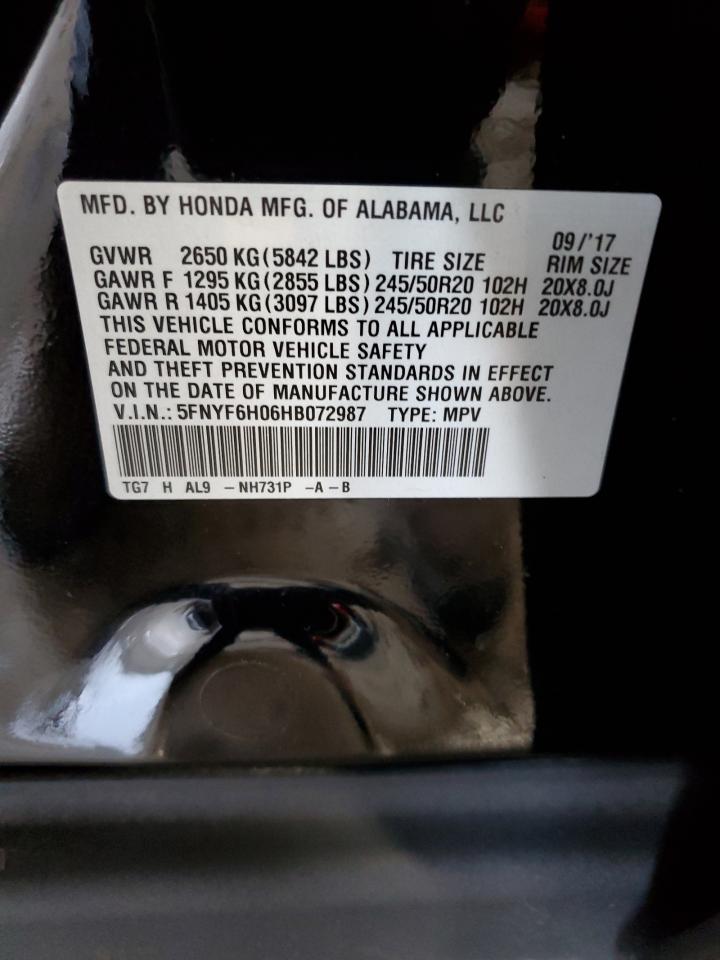 MFD. BY HONDA MFG. OF ALABAMA, LLC
09/'17
GVWR 2650 KG (5842 LBS) TIRE SIZE RIM SIZE
GAWR F 1295 KG (2855 LBS) 245/50R20 102H 20X8.0J
GAWR R 1405 KG (3097 LBS) 245/50R20 102H 20X8.0J
THIS VEHICLE CONFORMS TO ALL APPLICABLE
FEDERAL MOTOR VEHICLE SAFETY
AND THEFT PREVENTION STANDARDS IN EFFECT
ON THE DATE OF MANUFACTURE SHOWN ABOVE.
V.I.N.: 5FNYF6H06HB072987 TYPE: MPV
TG7 H AL9 -NH731P -A-B